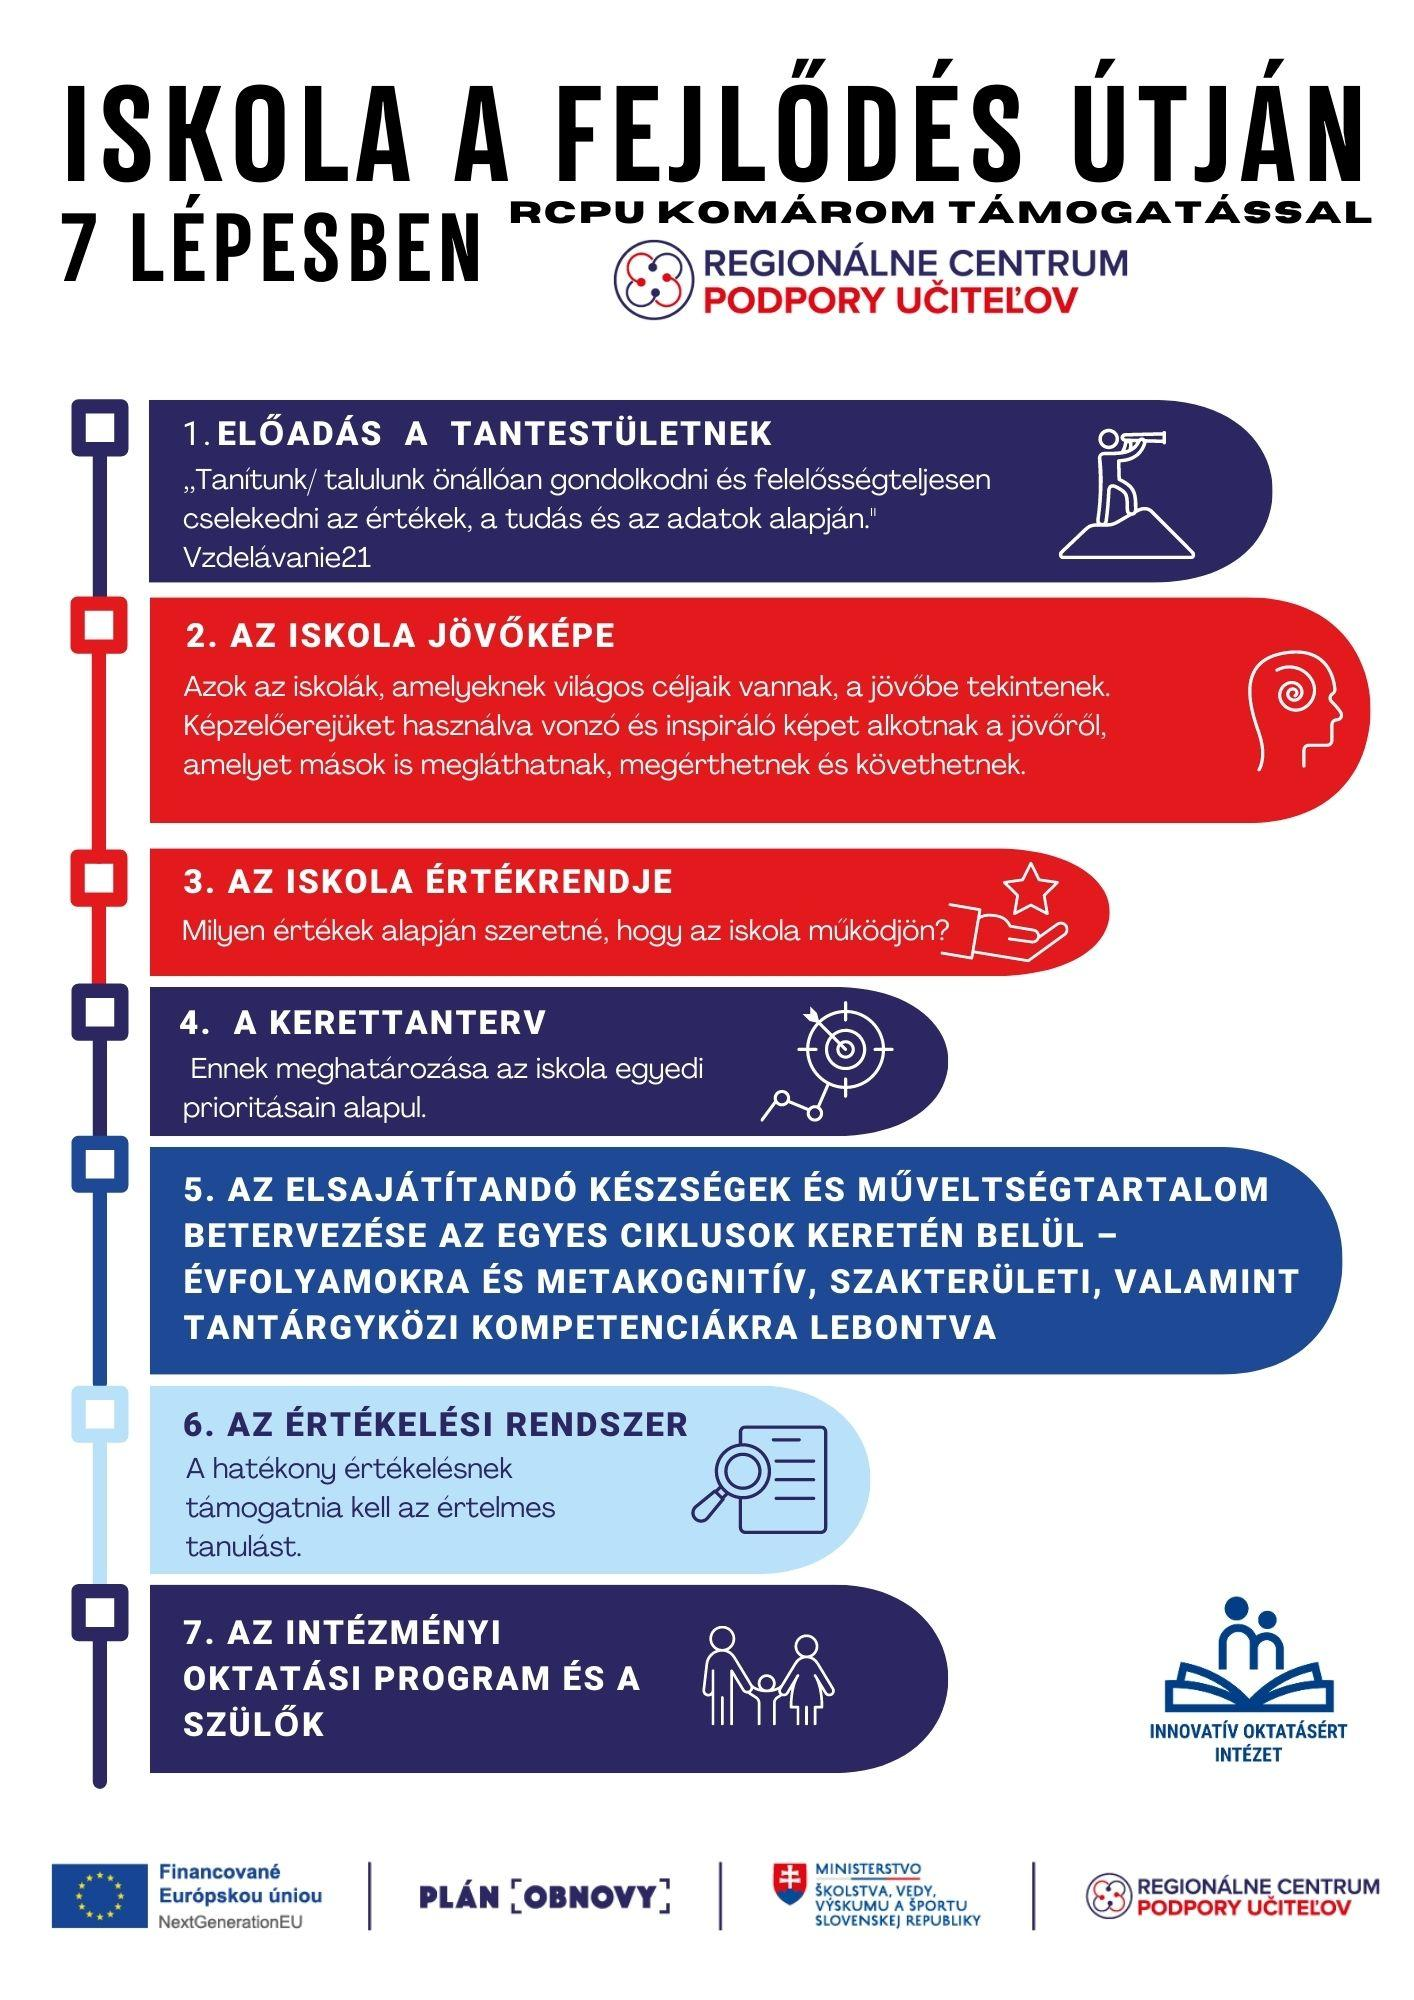 ISKOLA A FEJLŐDÉS ÚTJÁN
7 LÉPESBEN
RCPU KOMÁROM TÁMOGATÁSSAL
REGIONÁLNE CENTRUM
PODPORY UČITEĽOV
1. ELŐADÁS A TANTESTÜLETNEK
,,Tanítunk/ talulunk önállóan gondolkodni és felelősségteljesen
cselekedni az értékek, a tudás és az adatok alapján."
Vzdelávanie21
2. AZ ISKOLA JÖVŐKÉPE
Azok az iskolák, amelyeknek világos céljaik vannak, a jövőbe tekintenek.
Képzelőerejüket használva vonzó és inspiráló képet alkotnak a jövőről,
amelyet mások is megláthatnak, megérthetnek és követhetnek.
3. AZ ISKOLA ÉRTÉKRENDJE
Milyen értékek alapján szeretné, hogy az iskola működjön?
4. A KERETTANTERV
Ennek meghatározása az iskola egyedi
prioritásain alapul.
5. AZ ELSAJÁTÍTANDÓ KÉSZSÉGEK ÉS MŰVELTSÉGTARTALOM
BETERVEZÉSE AZ EGYES CIKLUSOK KERETÉN BELÜL –
ÉVFOLYAMOKRA ÉS METAKOGNITÍV, SZAKTERÜLETI, VALAMINT
TANTÁRGYKÖZI KOMPETENCIÁKRA LEBONTVA
6. AZ ÉRTÉKELÉSI RENDSZER
A hatékony értékelésnek
támogatnia kell az értelmes
tanulást.
7. AZ INTÉZMÉNYI
OKTATÁSI PROGRAM ÉS A
SZÜLŐK
INNOVATÍV OKTATÁSÉRT
INTÉZET
Financované
Európskou úniou
NextGenerationEU
PLÁN [OBNOVY]
MINISTERSTVO
ŠKOLSTVA, VEDY,
VÝSKUMU A ŠPORTU
SLOVENSKEJ REPUBLIKY
REGIONÁLNE CENTRUM
PODPORY UČITEĽOV